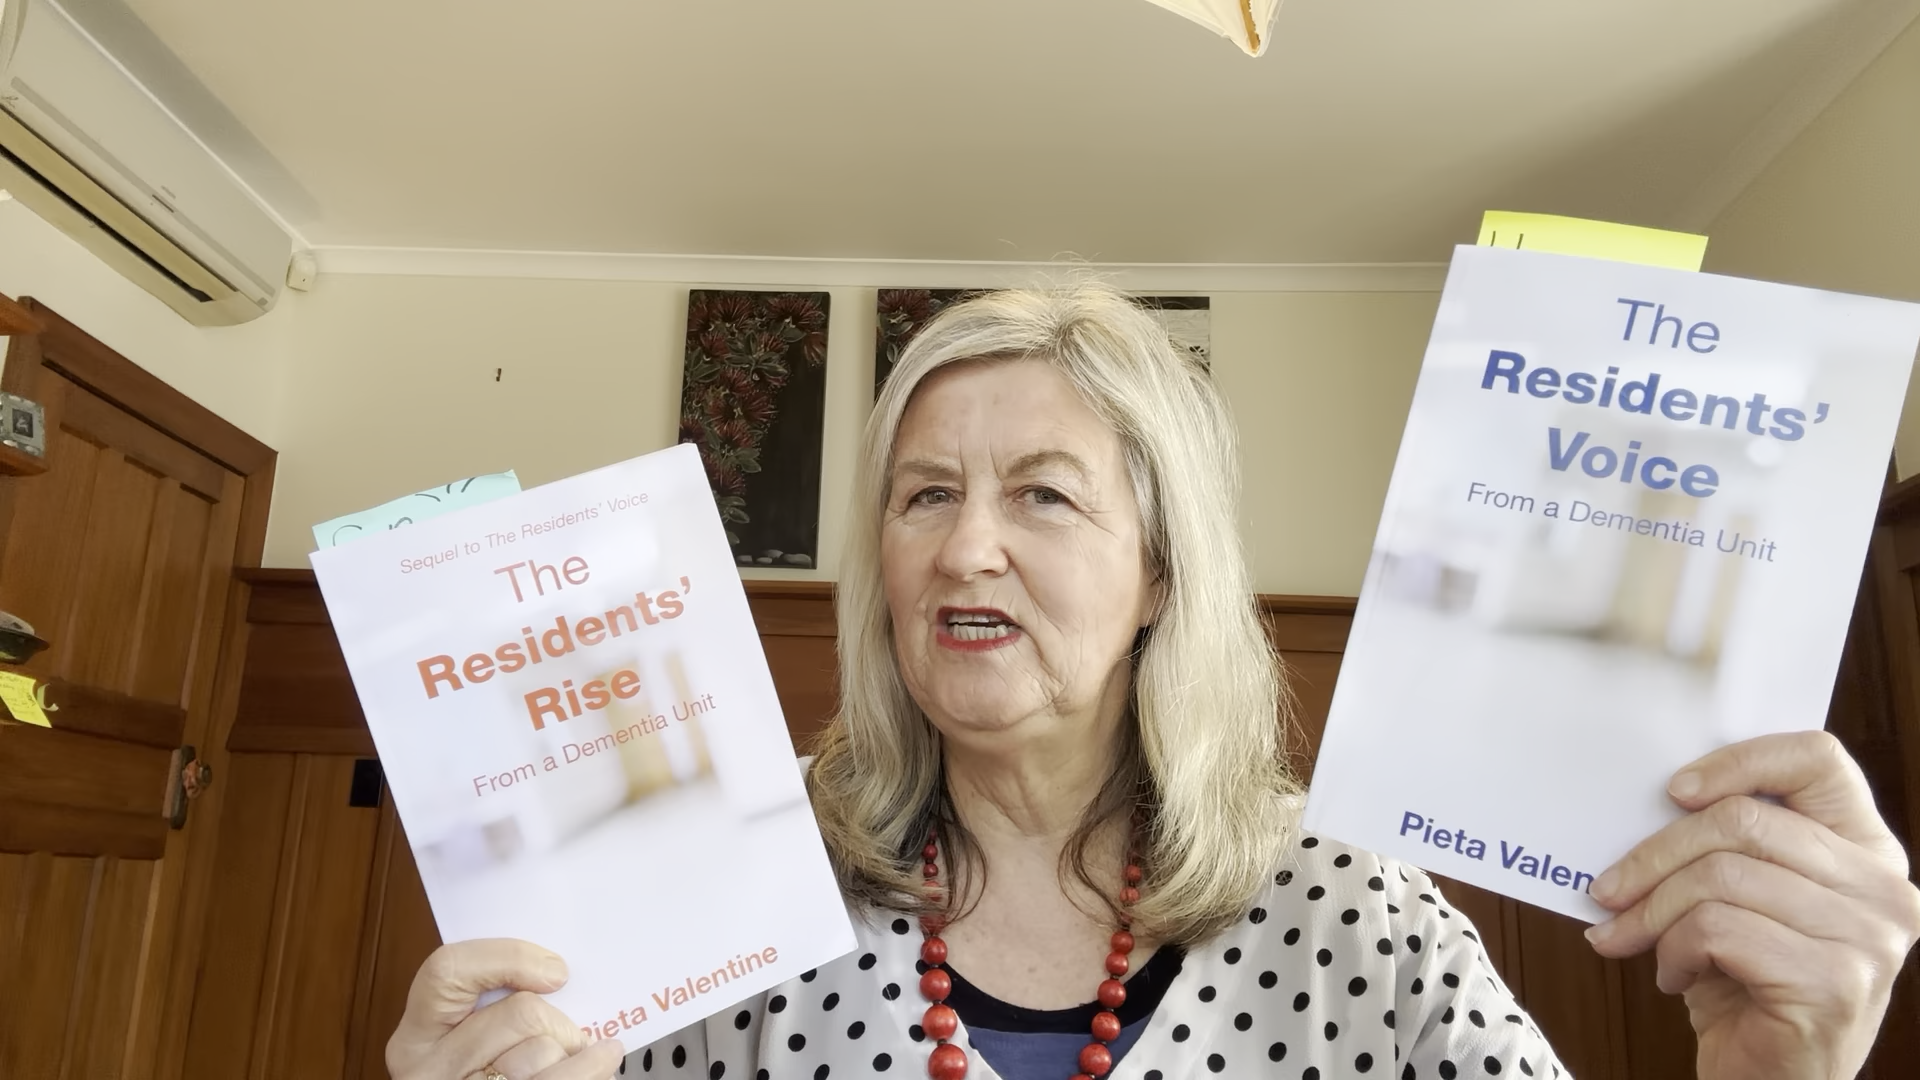 Sequel to The Residents' Voice
The
Residents'
Rise
From a Dementia Unit
Pieta Valentine
The
Residents'
Voice
From a Dementia Unit
Pieta Valen